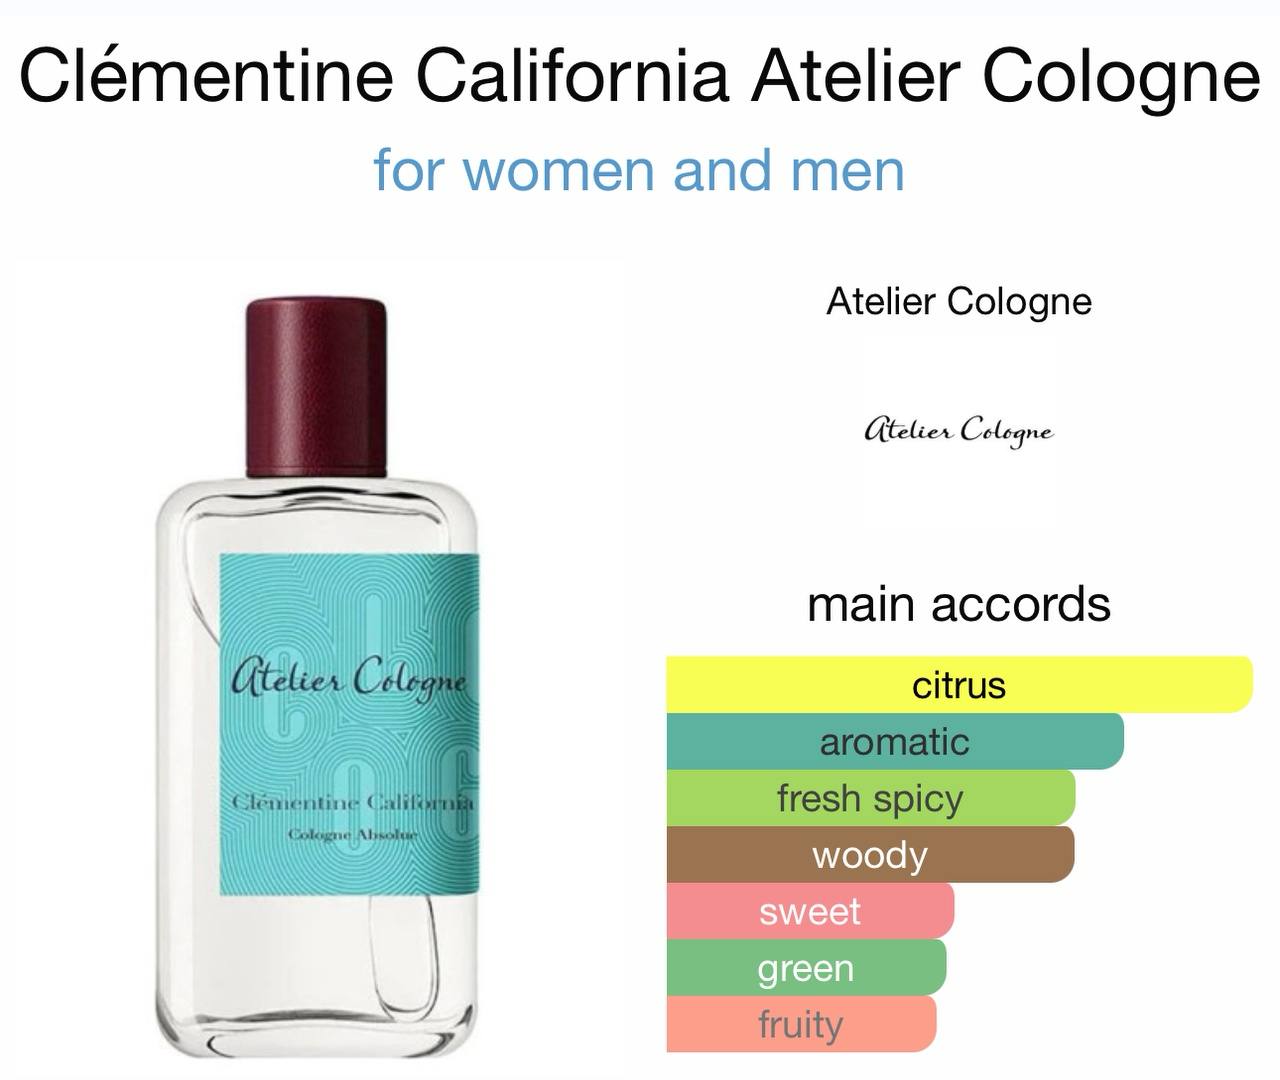 Clémentine California Atelier Cologne
for women and men
Atelier Cologne
Atelier Cologne
main accords
citrus
aromatic
fresh spicy
woody
sweet
green
fruity
Atelier Cologne
Clémentine California
Cologne Absolue